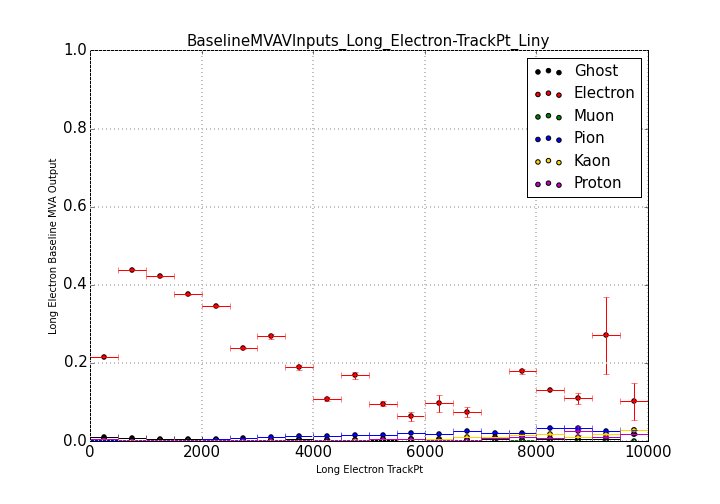 BaselineMVAVInputs_Long_Electron-TrackPt_Liny
1.0
0.8
0.6
0.4
0.2
0.0
Long Electron Baseline MVA Output
Ghost
Electron
Muon
Pion
Kaon
Proton
0 2000 4000 6000 8000 10000
Long Electron TrackPt